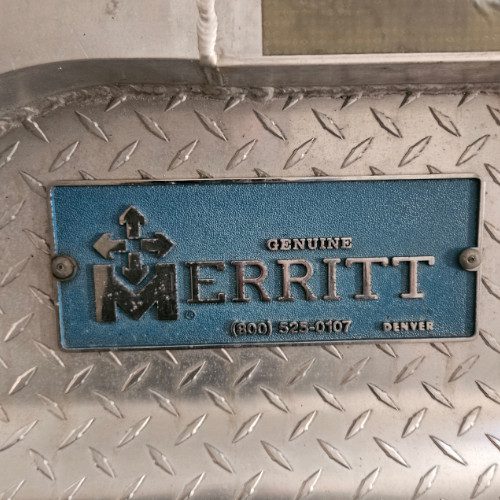 GENUINE
MERRITT
®
(800) 525-0107 DENVER